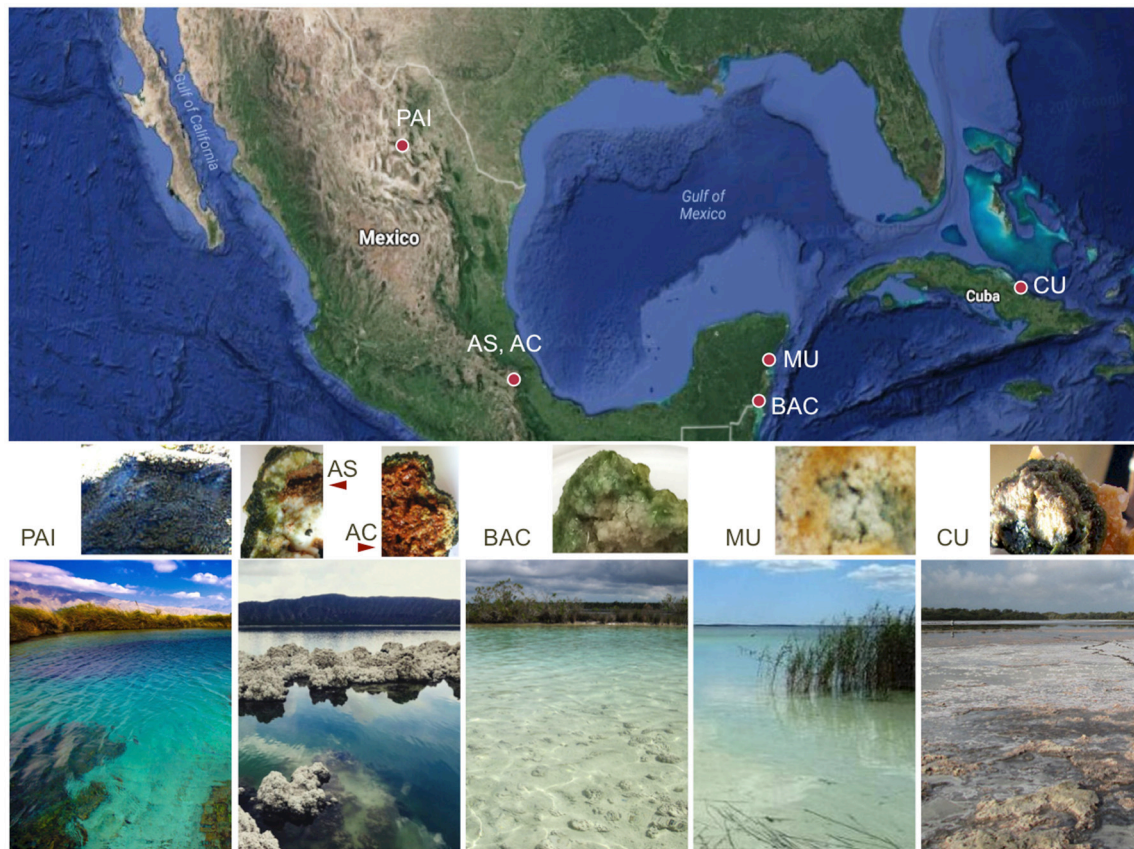 Gulf of California
PAI
Mexico
Gulf of
Mexico
AS, AC
Cuba
CU
MU
BAC
PAI
AS
AC
BAC
MU
CU